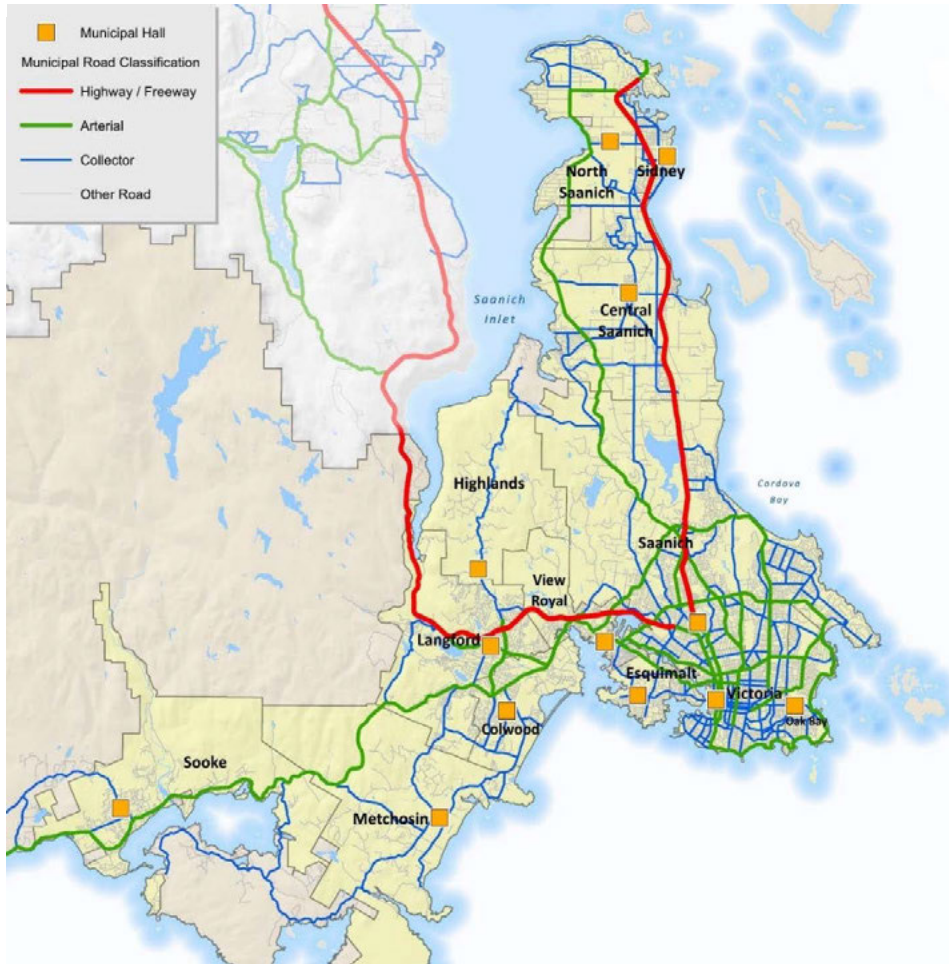 Municipal Hall
Municipal Road Classification
Highway / Freeway
Arterial
Collector
Other Road
North
Saanich
Sidney
Saanich
Inlet
Central
Saanich
Highlands
Cordova
Bay
Saanich
View
Royal
Langford
Esquimalt
Victoria
Oak Bay
Colwood
Sooke
Metchosin